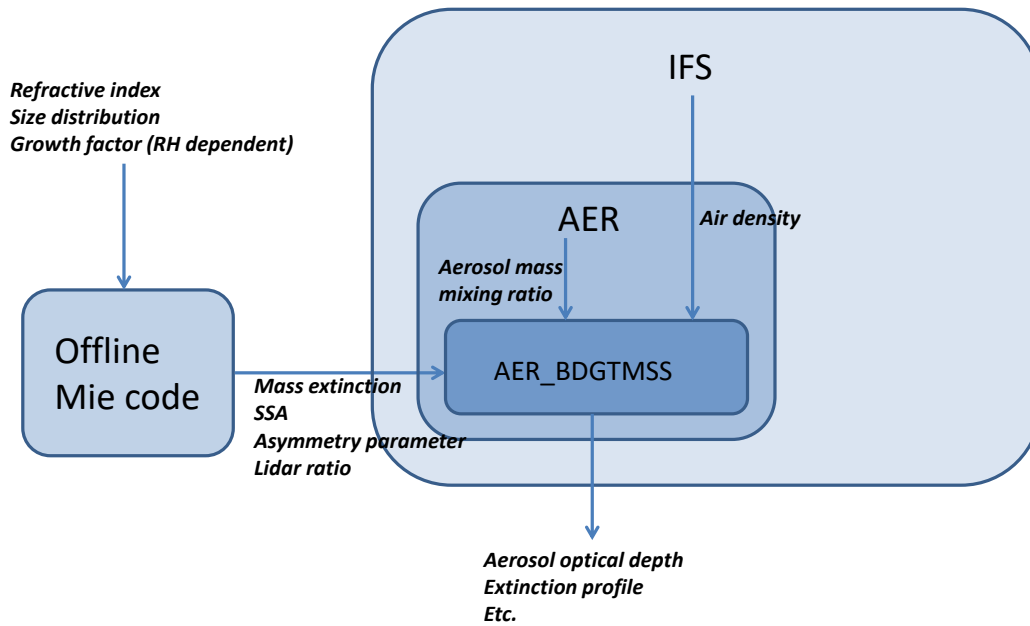 IFS
Refractive index
Size distribution
Growth factor (RH dependent)
AER
Air density
Aerosol mass
mixing ratio
Offline
Mie code
AER_BDGTMSS
Mass extinction
SSA
Asymmetry parameter
Lidar ratio
Aerosol optical depth
Extinction profile
Etc.